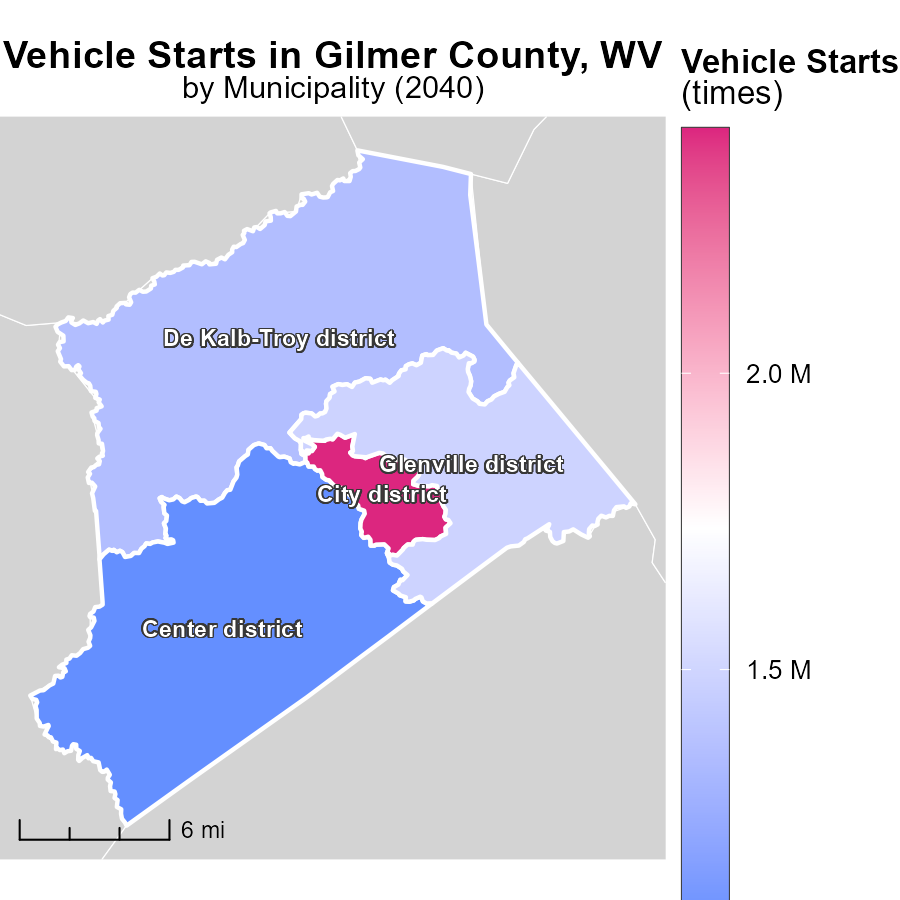 Vehicle Starts in Gilmer County, WV
by Municipality (2040)
Vehicle Starts
(times)
2.0 M
1.5 M
De Kalb-Troy district
Glenville district
City district
Center district
6 mi